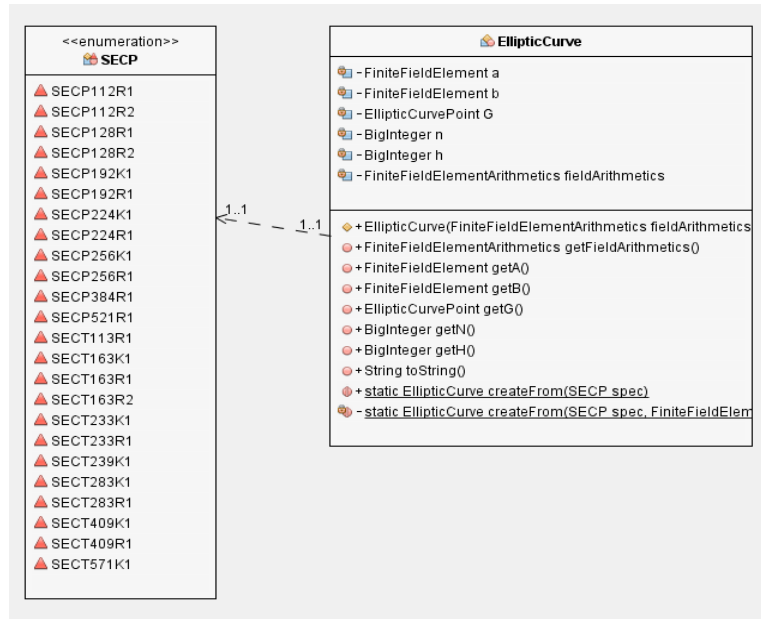 <<enumeration>>
SECP
SECP112R1
SECP112R2
SECP128R1
SECP128R2
SECP192K1
SECP192R1
SECP224K1
SECP224R1
SECP256K1
SECP256R1
SECP384R1
SECP521R1
SECT113R1
SECT163K1
SECT163R1
SECT163R2
SECT233K1
SECT233R1
SECT239K1
SECT283K1
SECT283R1
SECT409K1
SECT409R1
SECT571K1
1..1
1..1
EllipticCurve
-FiniteFieldElement a
-FiniteFieldElement b
-EllipticCurvePoint G
-BigInteger n
-BigInteger h
-FiniteFieldElementArithmetics fieldArithmetics
+EllipticCurve(FiniteFieldElementArithmetics fieldArithmetics
+FiniteFieldElementArithmetics getFieldArithmetics()
+FiniteFieldElement getA()
+FiniteFieldElement getB()
+EllipticCurvePoint getG()
+BigInteger getN()
+BigInteger getH()
+String toString()
+static EllipticCurve createFrom(SECP spec)
-static EllipticCurve createFrom(SECP spec, FiniteFieldElem